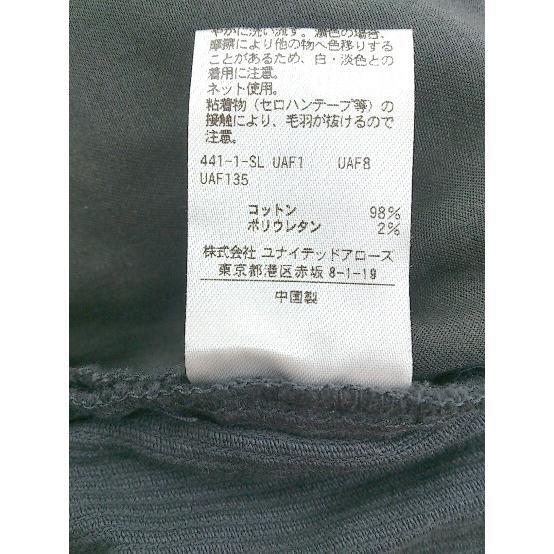 やかに洗い流す。濃色の場合、
摩擦により他の物へ色移りする
ことがあるため、白・淡色との
着用に注意。
ネット使用。
粘着物（セロハンテープ等）の
接触により、毛羽が抜けるので
注意。
441-1-SL UAF1 UAF8
UAF135
コットン 98%
ポリウレタン 2%
株式会社 ユナイテッドアローズ
東京都港区赤坂8-1-19
中国製